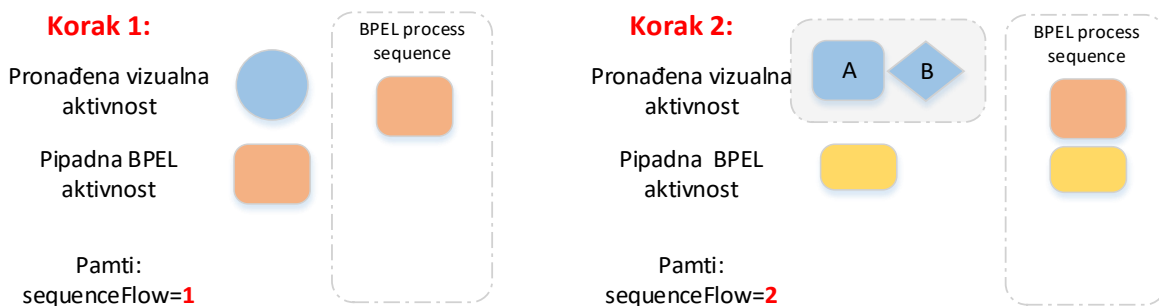 Korak 1:
BPEL process
sequence
Pronađena vizualna
aktivnost
Pipadna BPEL
aktivnost
Pamti:
sequenceFlow=1
Korak 2:
BPEL process
sequence
Pronađena vizualna
aktivnost
A
B
Pipadna BPEL
aktivnost
Pamti:
sequenceFlow=2